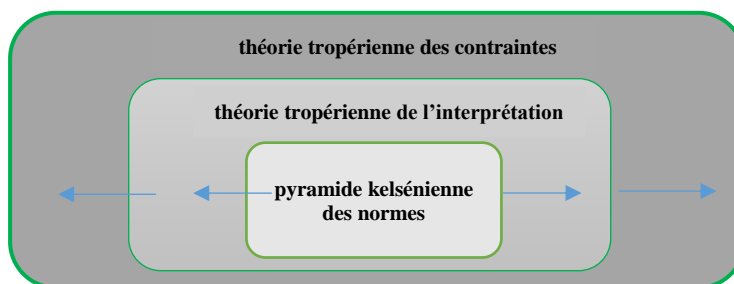 théorie tropérienne des contraintes
théorie tropérienne de l’interprétation
pyramide kelsénienne
des normes